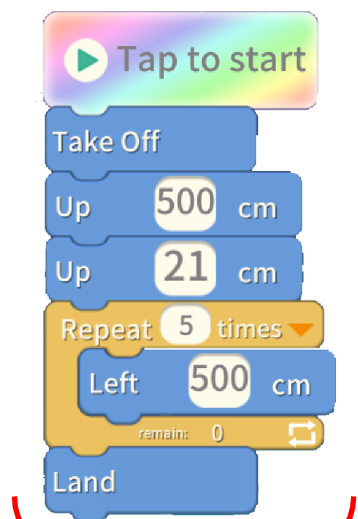 Tap to start
Take Off
Up 500 cm
Up 21 cm
Repeat 5 times
Left 500 cm
remain: 0
Land